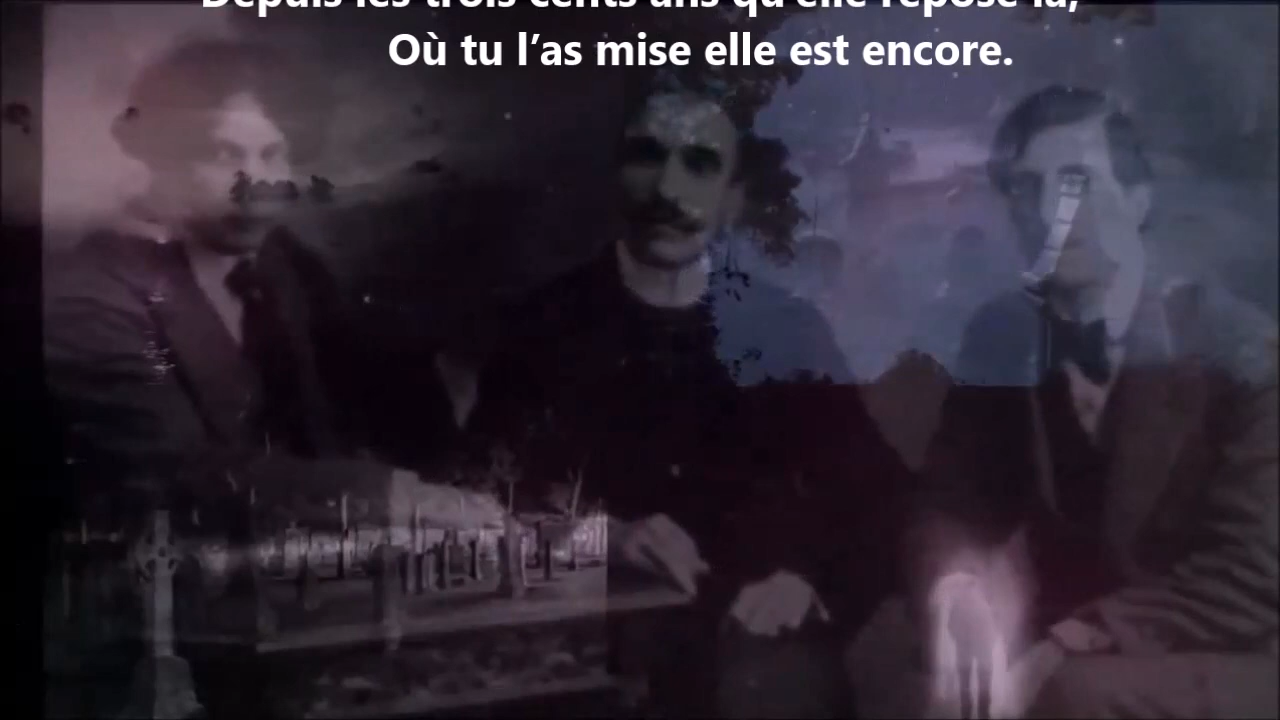 Depuis les trois cents ans qu'elle repose là,
Où tu l’as mise elle est encore.